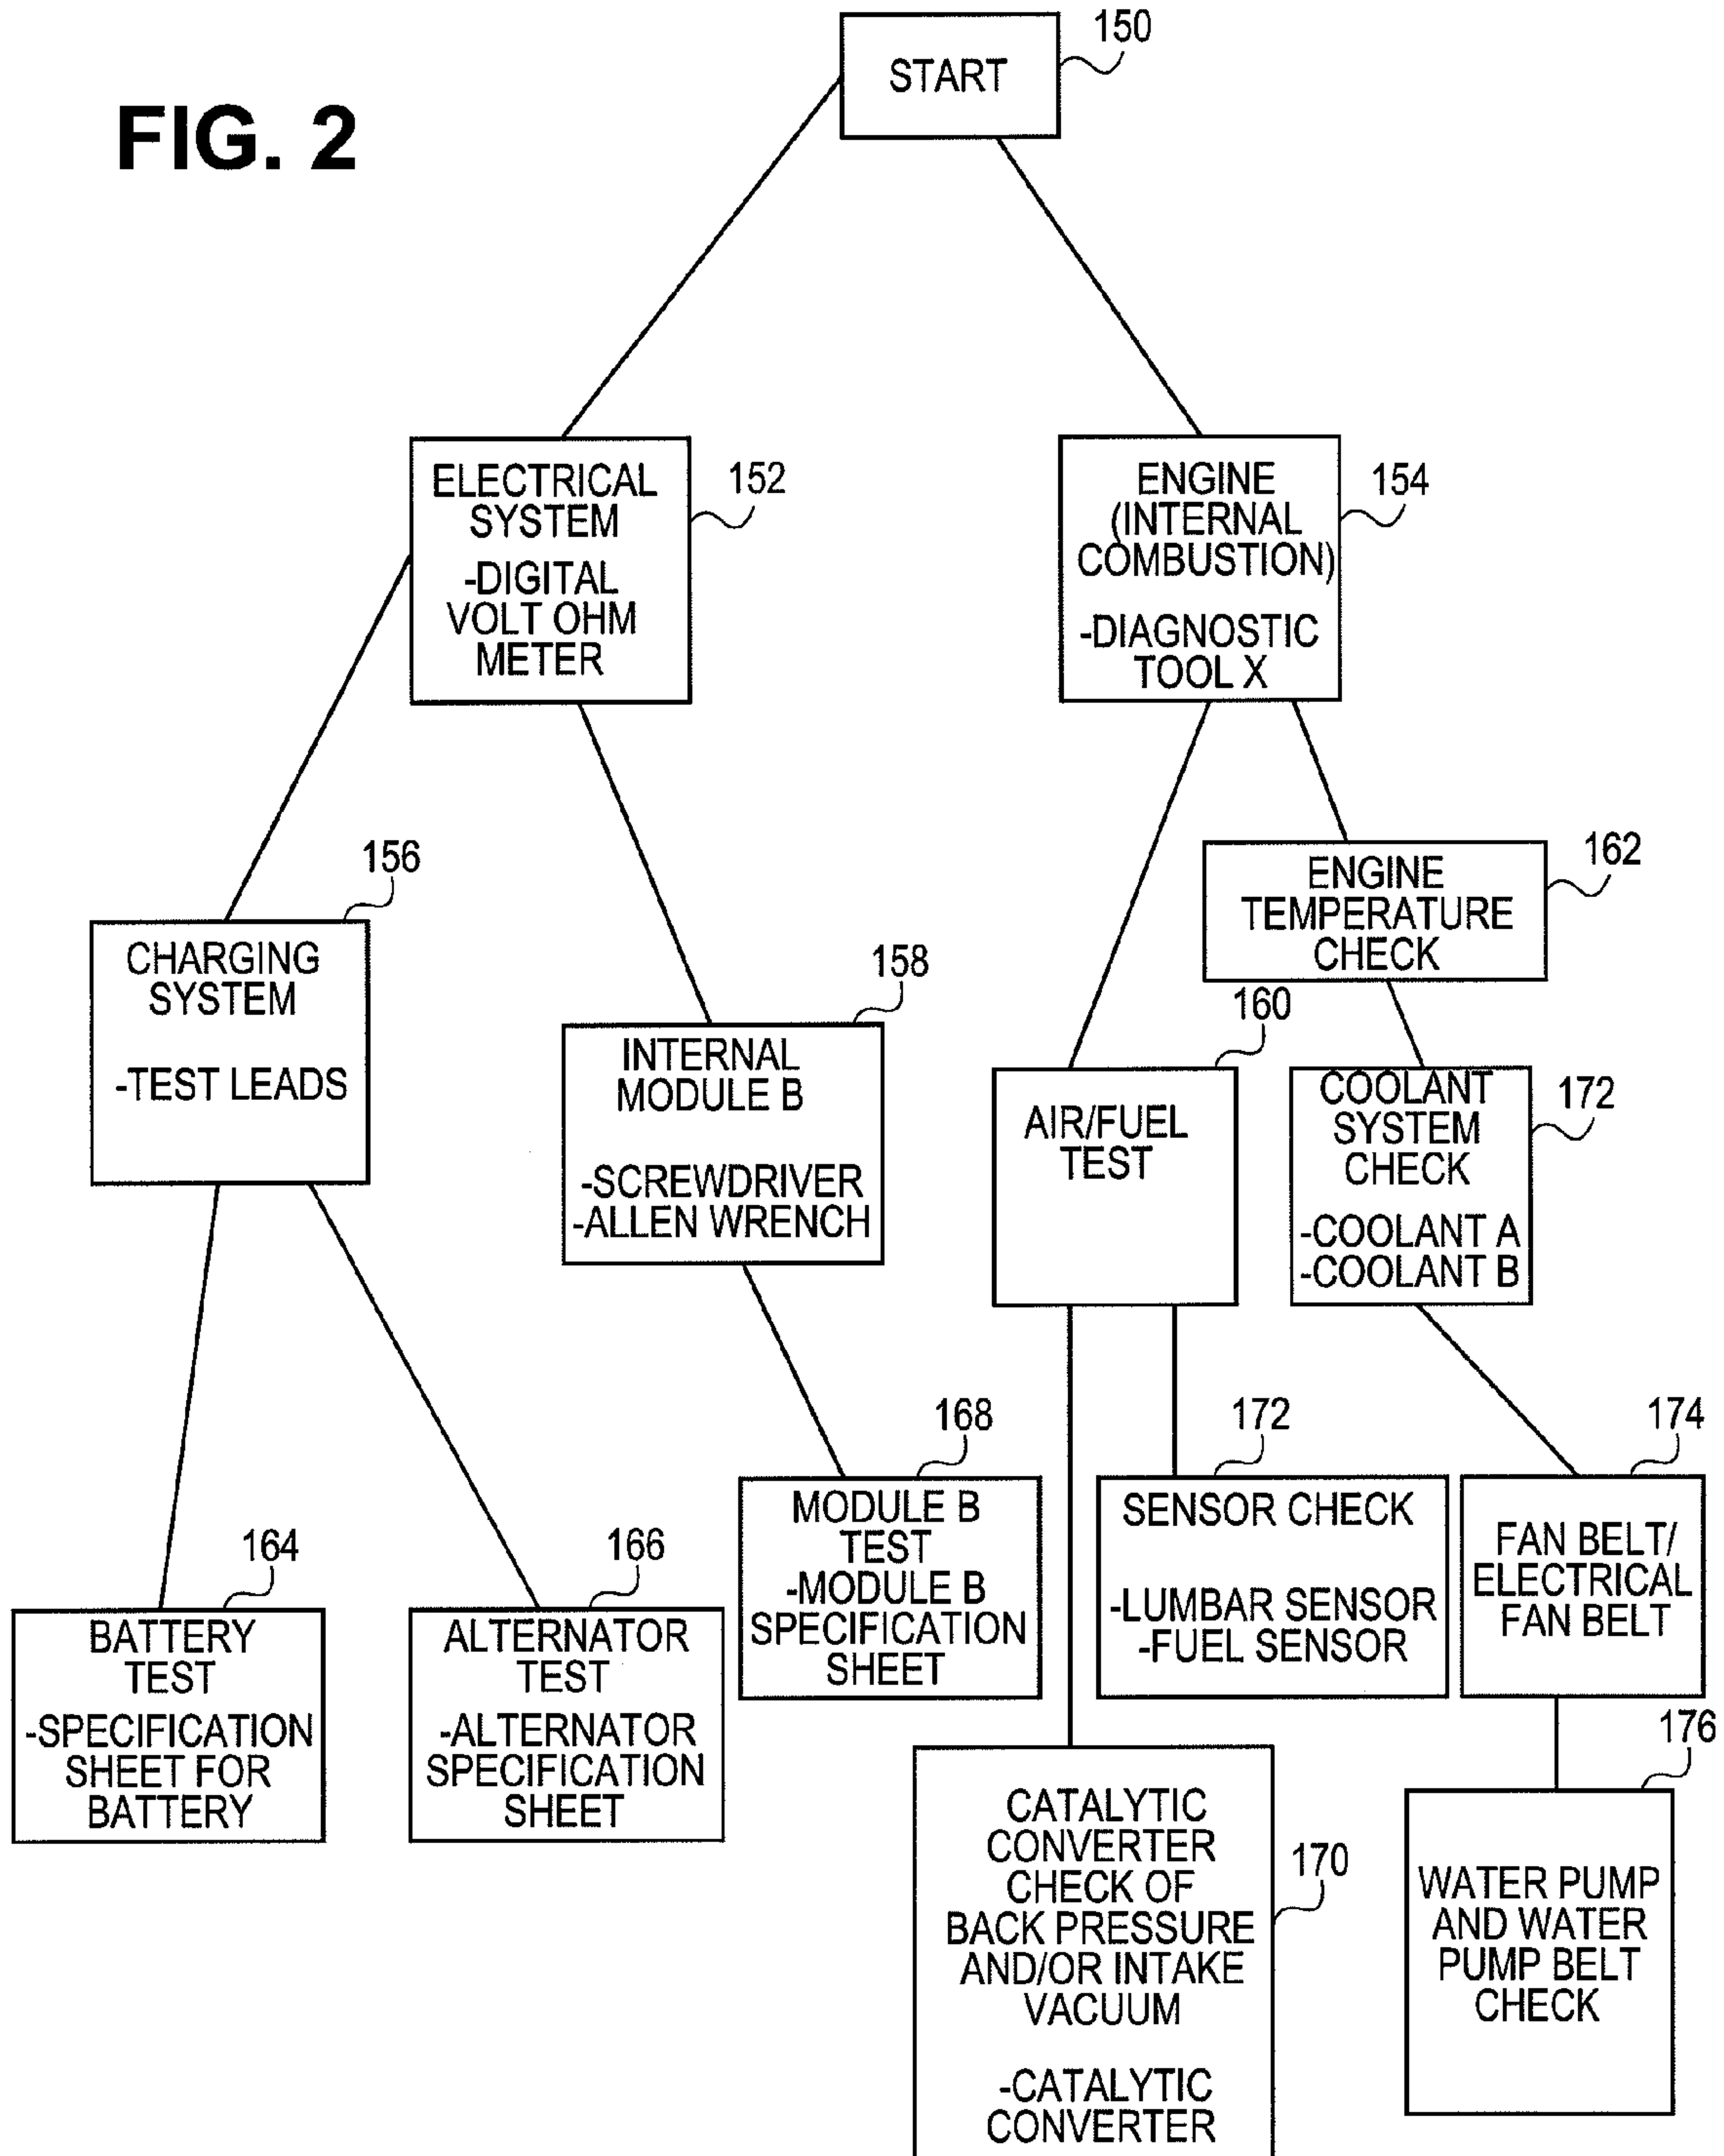 FIG. 2
START
150
ELECTRICAL
SYSTEM
-DIGITAL
VOLT OHM
METER
152
ENGINE
(INTERNAL
COMBUSTION)
-DIAGNOSTIC
TOOL X
154
CHARGING
SYSTEM
-TEST LEADS
156
INTERNAL
MODULE B
-SCREWDRIVER
-ALLEN WRENCH
158
ENGINE
TEMPERATURE
CHECK
162
AIR/FUEL
TEST
160
COOLANT
SYSTEM
CHECK
-COOLANT A
-COOLANT B
172
BATTERY
TEST
-SPECIFICATION
SHEET FOR
BATTERY
164
ALTERNATOR
TEST
-ALTERNATOR
SPECIFICATION
SHEET
166
MODULE B
TEST
-MODULE B
SPECIFICATION
SHEET
168
SENSOR CHECK
-LUMBAR SENSOR
-FUEL SENSOR
172
FAN BELT/
ELECTRICAL
FAN BELT
174
CATALYTIC
CONVERTER
CHECK OF
BACK PRESSURE
AND/OR INTAKE
VACUUM
-CATALYTIC
CONVERTER
170
WATER PUMP
AND WATER
PUMP BELT
CHECK
176